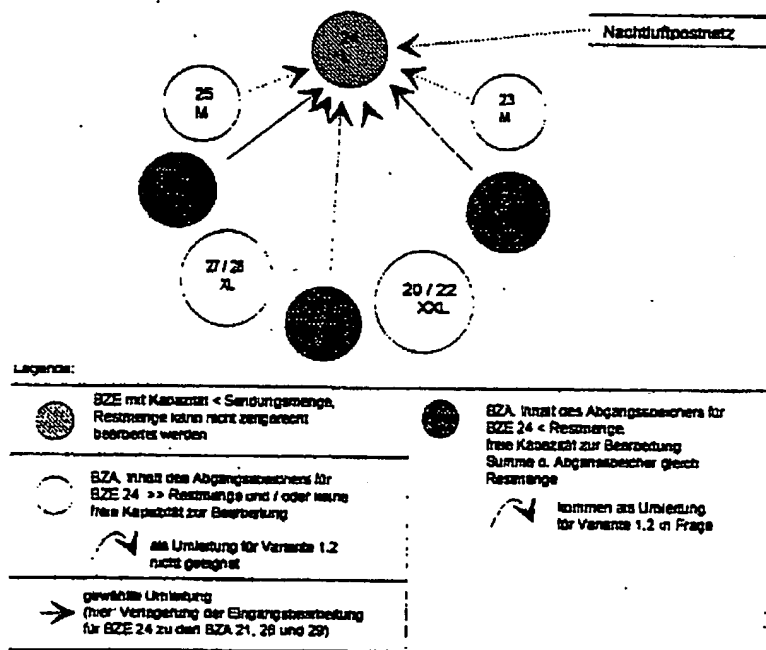 24
Nachtluftpostnetz
25
M
23
M
27 / 28
XL
20 / 22
XXL
Legende:
BZE mit Kapazität < Sendungsmenge,
Restmenge kann nicht zeitgerecht
bearbeitet werden
BZA, Inhalt des Abgangsspeichers für
BZE 24 >> Restmenge und / oder keine
freie Kapazität zur Bearbeitung
als Umleitung für Variante 1.2
nicht geeignet
gewählte Umleitung
(hier: Verlagerung der Eingangsbearbeitung
für BZE 24 zu den BZA 21, 26 und 29)
BZA, Inhalt des Abgangsspeichers für
BZE 24 < Restmenge,
freie Kapazität zur Bearbeitung
Summe d. Abgansspeicher gleich
Restmenge
kommen als Umleitung
für Variante 1.2 in Frage